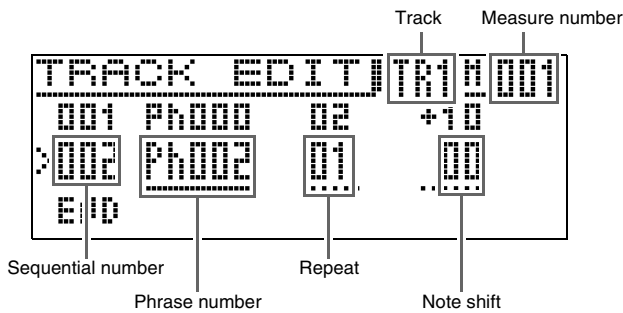 Track Measure number
TRACK EDIT TR1 M 001
001 Ph000 02 +10
>002 Ph002 01 00
END
Sequential number Repeat
Phrase number Note shift